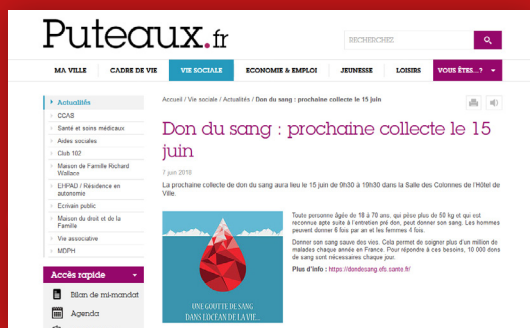 Puteaux.fr
RECHERCHEZ
MA VILLE CADRE DE VIE VIE SOCIALE ECONOMIE & EMPLOI JEUNESSE LOISIRS VOUS ÊTES...?
Actualités
CCAS
Santé et soins médicaux
Aides sociales
Club 102
Maison de Famille Richard
Wallace
EHPAD / Résidence en
autonomie
Ecrivain public
Maison du droit et de la
Famille
Vie associative
MDPH
Accès rapide
Bilan de mi-mandat
Agenda
Accueil / Vie sociale / Actualités / Don du sang : prochaine collecte le 15 juin
Don du sang : prochaine collecte le 15
juin
7 juin 2018
La prochaine collecte de don du sang aura lieu le 15 juin de 9h30 à 19h30 dans la Salle des Colonnes de l'Hôtel de
Ville.
UNE GOUTTE DE SANG
DANS L'OCEAN DE LA VIE...
Toute personne âgée de 18 à 70 ans, qui pèse plus de 50 kg et qui est
reconnue apte suite à l'entretien pré don, peut donner son sang. Les hommes
peuvent donner 6 fois par an et les femmes 4 fois.
Donner son sang sauve des vies. Cela permet de soigner plus d'un million de
malades chaque année en France. Pour répondre à ces besoins, 10 000 dons
de sang sont nécessaires chaque jour.
Plus d'info : https://dondesang.efs.sante.fr/